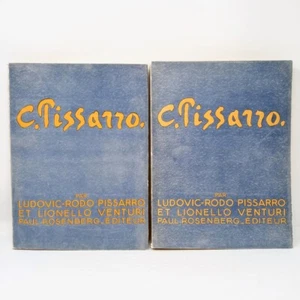 C. Pissarro.
PAR
LUDOVIC-RODO PISSARRO
ET LIONELLO VENTURI
PAUL-ROSENBERG-EDITEUR
C. Pissarro.
PAR
LUDOVIC-RODO PISSARRO
ET LIONELLO VENTURI
PAUL-ROSENBERG-EDITEUR